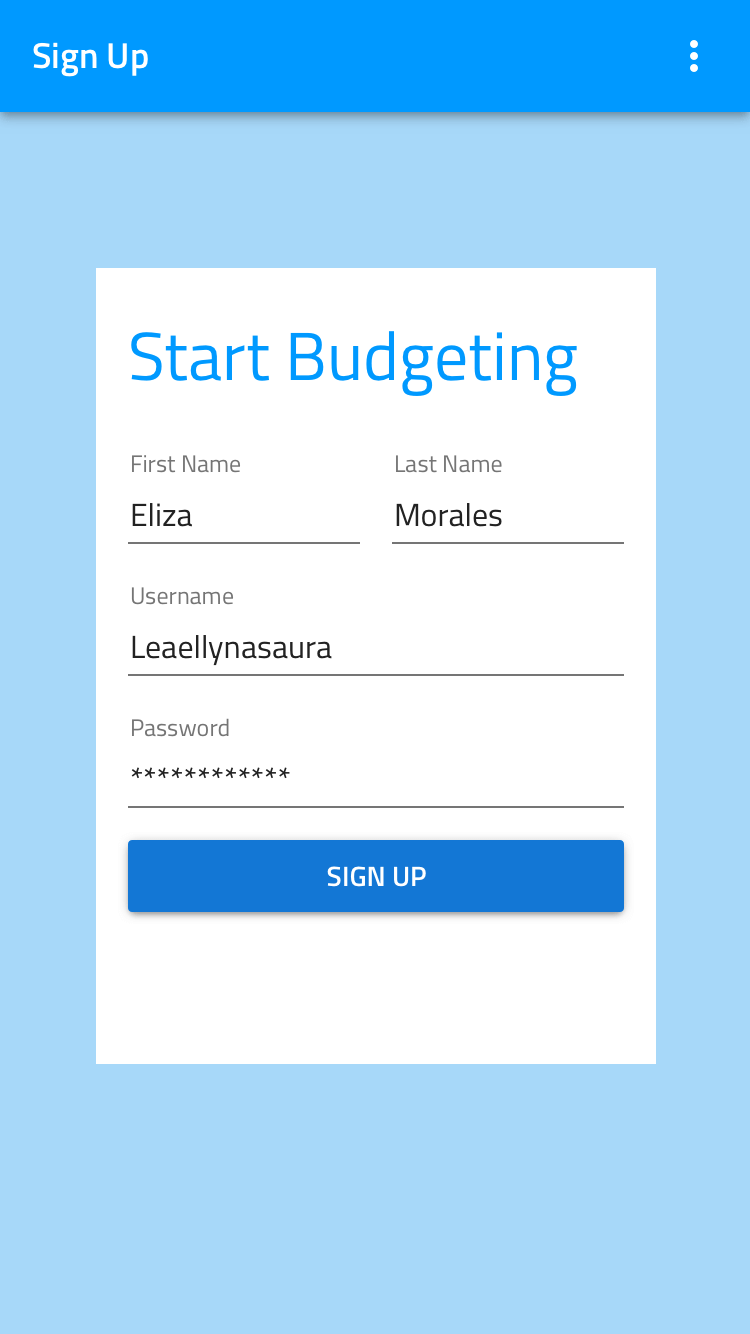 Sign Up
Start Budgeting
First Name Last Name
Eliza Morales
Username
Leaellynasaura
Password
************
SIGN UP